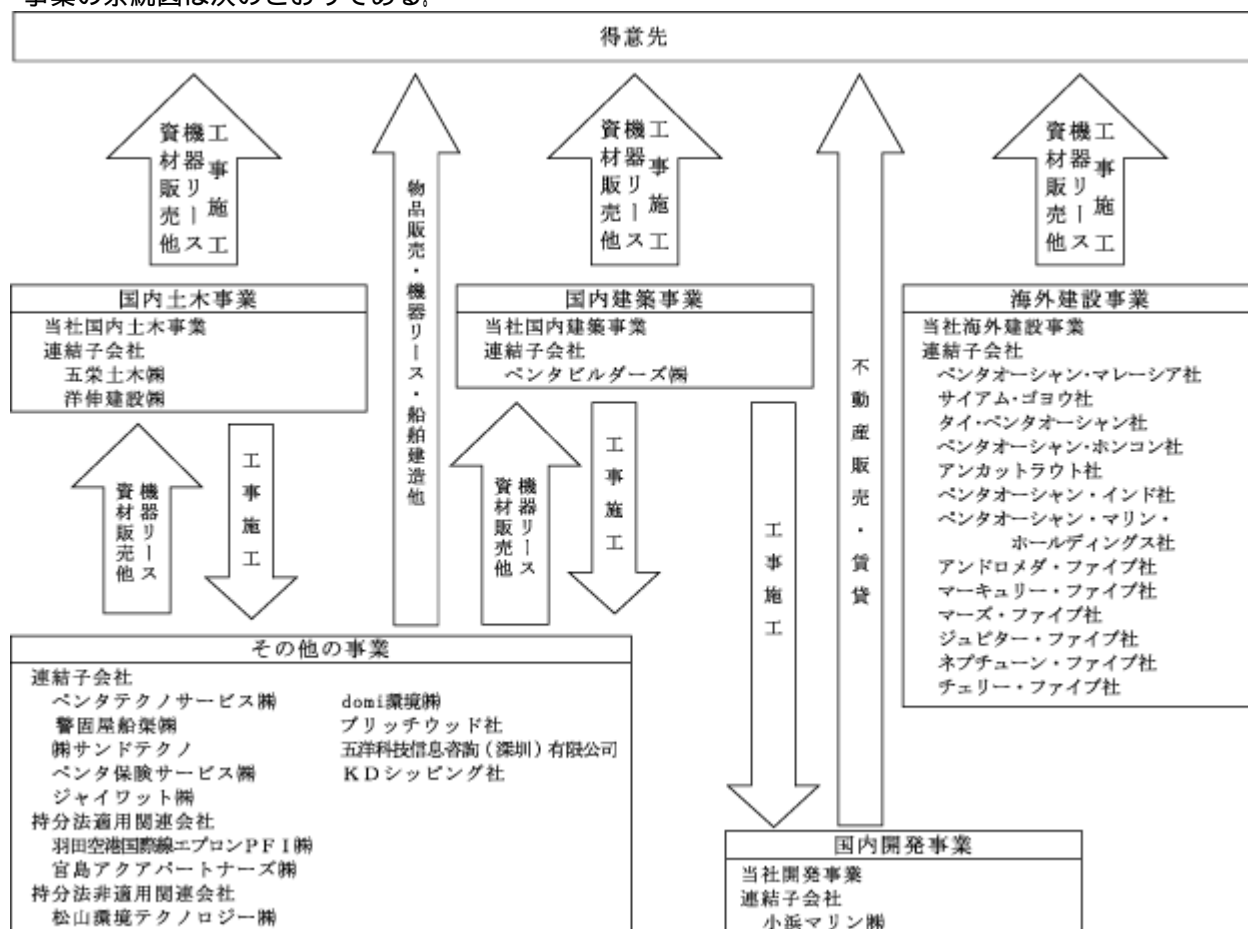 事業の系統図は次のとおりである。
得意先
工事施工
機器リース
資材販売他
物品販売・機器リース・船舶建造他
工事施工
機器リース
資材販売他
不動産販売・賃貸
工事施工
機器リース
資材販売他
国内土木事業
当社国内土木事業
連結子会社
五栄土木㈱
洋伸建設㈱
国内建築事業
当社国内建築事業
連結子会社
ペンタビルダーズ㈱
海外建設事業
当社海外建設事業
連結子会社
ペンタオーシャン・マレーシア社
サイアム・ゴヨウ社
タイ・ペンタオーシャン社
ペンタオーシャン・ホンコン社
アンカットラウト社
ペンタオーシャン・インド社
ペンタオーシャン・マリン・
ホールディングス社
アンドロメダ・ファイブ社
マーキュリー・ファイブ社
マーズ・ファイブ社
ジュピター・ファイブ社
ネプチューン・ファイブ社
チェリー・ファイブ社
機器リース
資材販売他
工事施工
機器リース
資材販売他
工事施工
工事施工
その他の事業
連結子会社
ペンタテクノサービス㈱
警固屋船渠㈱
㈱サンドテクノ
ペンタ保険サービス㈱
ジャイワット㈱
domi環境㈱
ブリッチウッド社
五洋科技信息咨詢（深圳）有限公司
ＫＤシッピング社
持分法適用関連会社
羽田空港国際線エプロンＰＦＩ㈱
宮島アクアパートナーズ㈱
持分法非適用関連会社
松山環境テクノロジー㈱
国内開発事業
当社開発事業
連結子会社
小浜マリン㈱